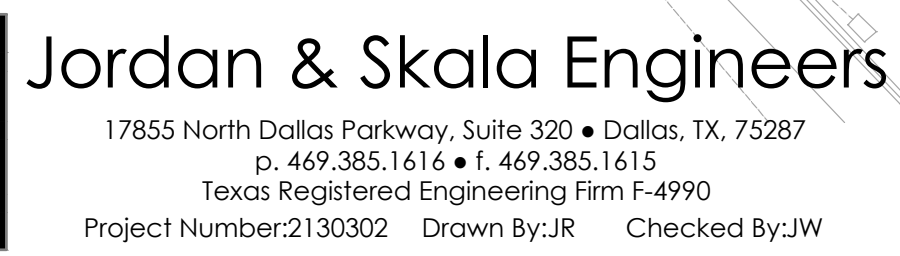 Jordan & Skala Engineers
17855 North Dallas Parkway, Suite 320 ● Dallas, TX, 75287
p. 469.385.1616 ● f. 469.385.1615
Texas Registered Engineering Firm F-4990
Project Number:2130302 Drawn By:JR Checked By:JW